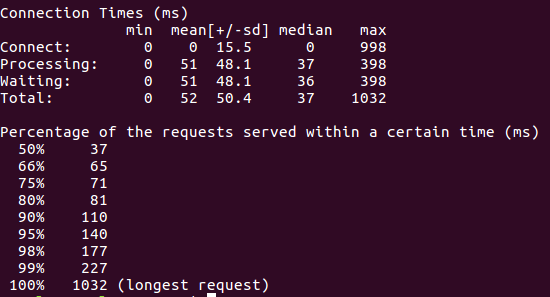 Connection Times (ms)
              min  mean[+/-sd] median   max
Connect:        0    0  15.5      0     998
Processing:     0   51  48.1     37     398
Waiting:        0   51  48.1     36     398
Total:          0   52  50.4     37    1032

Percentage of the requests served within a certain time (ms)
  50%     37
  66%     65
  75%     71
  80%     81
  90%    110
  95%    140
  98%    177
  99%    227
 100%   1032 (longest request)